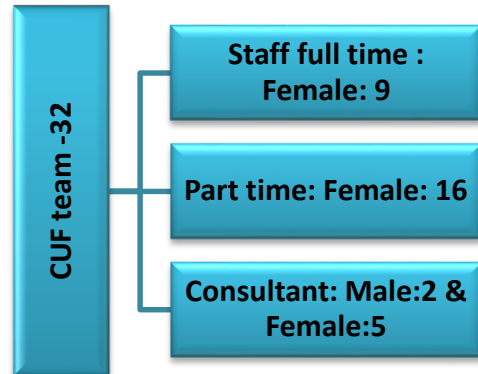 CUF team -32
Staff full time :
Female: 9
Part time: Female: 16
Consultant: Male:2 &
Female:5